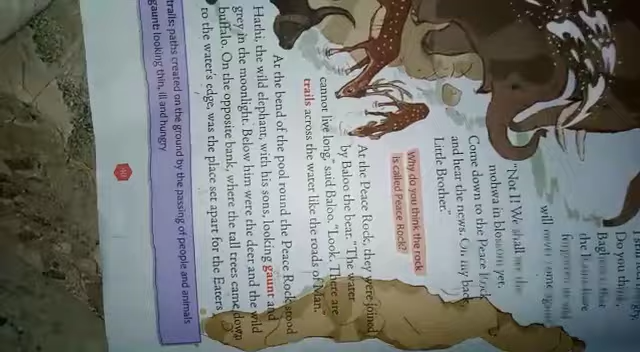 Do you think
Bagheera, that
will never come again
"Not I! We shall see the
mohwa in blossom yet.
Come down to the Peace Rock
and hear the news. On my back
Little Brother."
Why do you think the rock
is called Peace Rock?
At the Peace Rock, they were joined
by Baloo the bear. "The water
cannot live long," said Baloo. "Look. There are
trails across the water like the roads of Man."
At the bend of the pool round the Peace Rock stood
Hathi, the wild elephant, with his sons, looking gaunt and
grey in the moonlight. Below him were the deer and the wild
buffalo. On the opposite bank, where the tall trees came down
to the water's edge, was the place set apart for the Eaters
trails: paths created on the ground by the passing of people and animals
gaunt: looking thin, ill and hungry